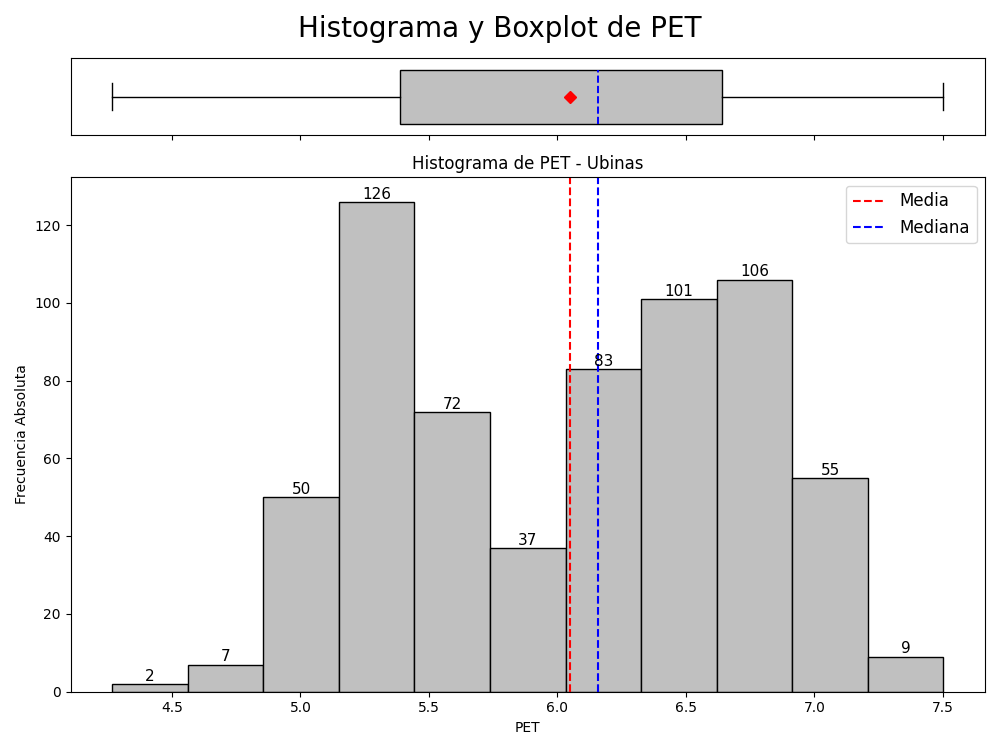 Histograma y Boxplot de PET
Histograma de PET - Ubinas
Media
Mediana
126
106
101
83
72
55
50
37
9
7
2
120
100
80
60
40
20
0
Frecuencia Absoluta
4.5 5.0 5.5 6.0 6.5 7.0 7.5
PET